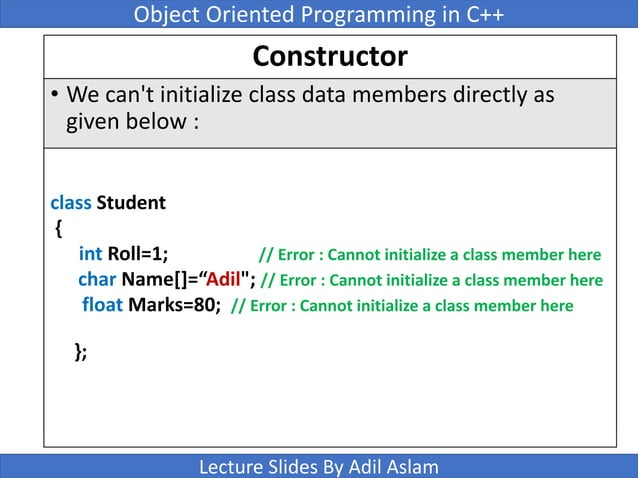 Object Oriented Programming in C++
Constructor
• We can't initialize class data members directly as
given below :
class Student
{
int Roll=1; // Error : Cannot initialize a class member here
char Name[]=“Adil"; // Error : Cannot initialize a class member here
float Marks=80; // Error : Cannot initialize a class member here
};
Lecture Slides By Adil Aslam